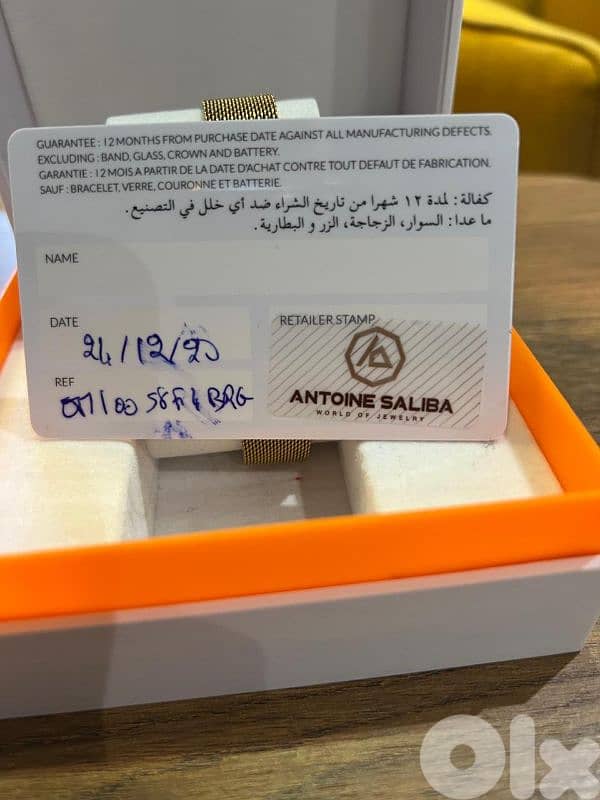 GUARANTEE : 12 MONTHS FROM PURCHASE DATE AGAINST ALL MANUFACTURING DEFECTS.
EXCLUDING : BAND, GLASS, CROWN AND BATTERY.
GARANTIE : 12 MOIS A PARTIR DE LA DATE D'ACHAT CONTRE TOUT DEFAUT DE FABRICATION.
SAUF : BRACELET, VERRE, COURONNE ET BATTERIE.
كفالة: لمدة ١٢ شهرا من تاريخ الشراء ضد أي خلل في التصنيع.
ما عدا: السوار، الزجاجة، الزر و البطارية.
NAME
DATE
24/12/20
RETAILER STAMP
REF
ANTOINE SALIBA
WORLD OF JEWELRY
Olx